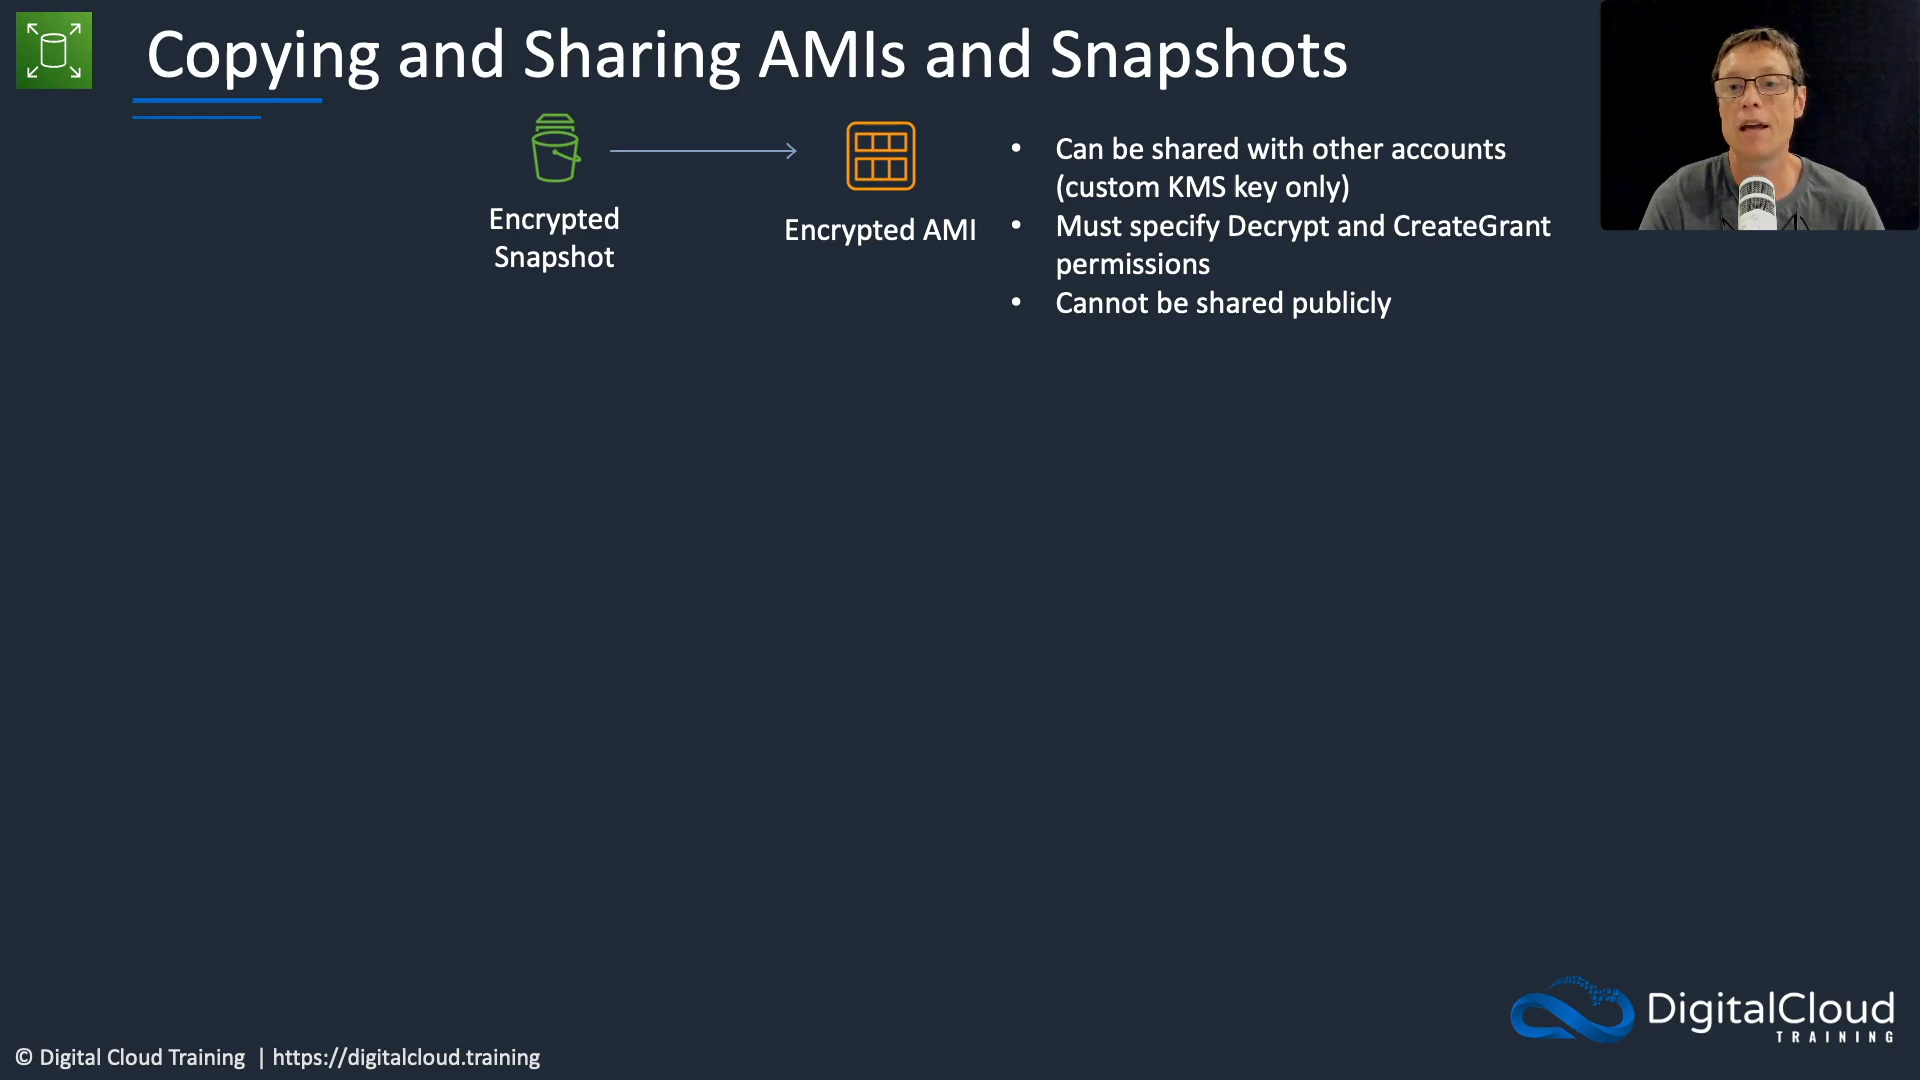 Copying and Sharing AMIs and Snapshots
Encrypted
Snapshot
Encrypted AMI
• Can be shared with other accounts
(custom KMS key only)
• Must specify Decrypt and CreateGrant
permissions
• Cannot be shared publicly
DigitalCloud
TRAINING
© Digital Cloud Training | https://digitalcloud.training